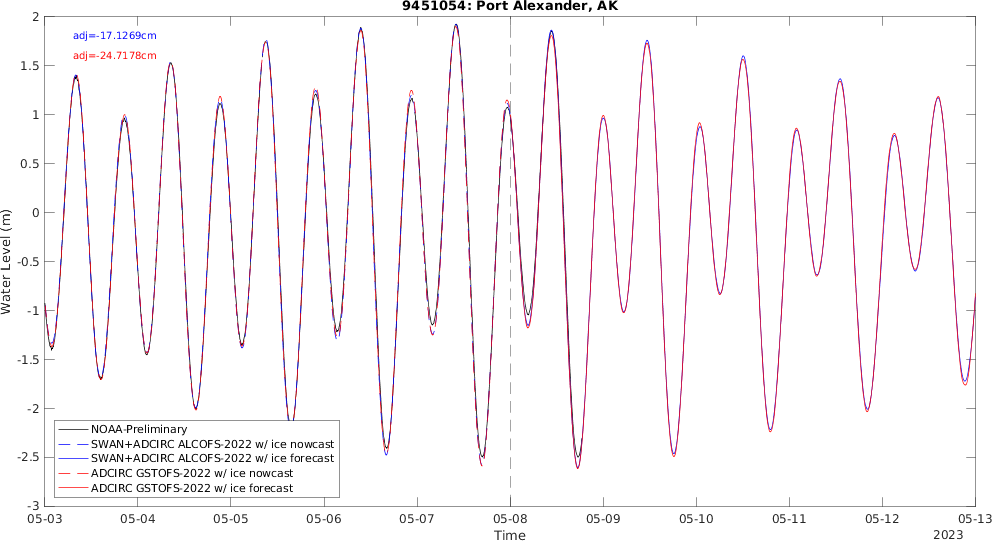 9451054: Port Alexander, AK
adj=-17.1269cm
adj=-24.7178cm
Water Level (m)
2
1.5
1
0.5
0
-0.5
-1
-1.5
-2
-2.5
-3
NOAA-Preliminary
SWAN+ADCIRC ALCOFS-2022 w/ ice nowcast
SWAN+ADCIRC ALCOFS-2022 w/ ice forecast
ADCIRC GSTOFS-2022 w/ ice nowcast
ADCIRC GSTOFS-2022 w/ ice forecast
05-03 05-04 05-05 05-06 05-07 05-08 05-09 05-10 05-11 05-12 05-13
Time
2023